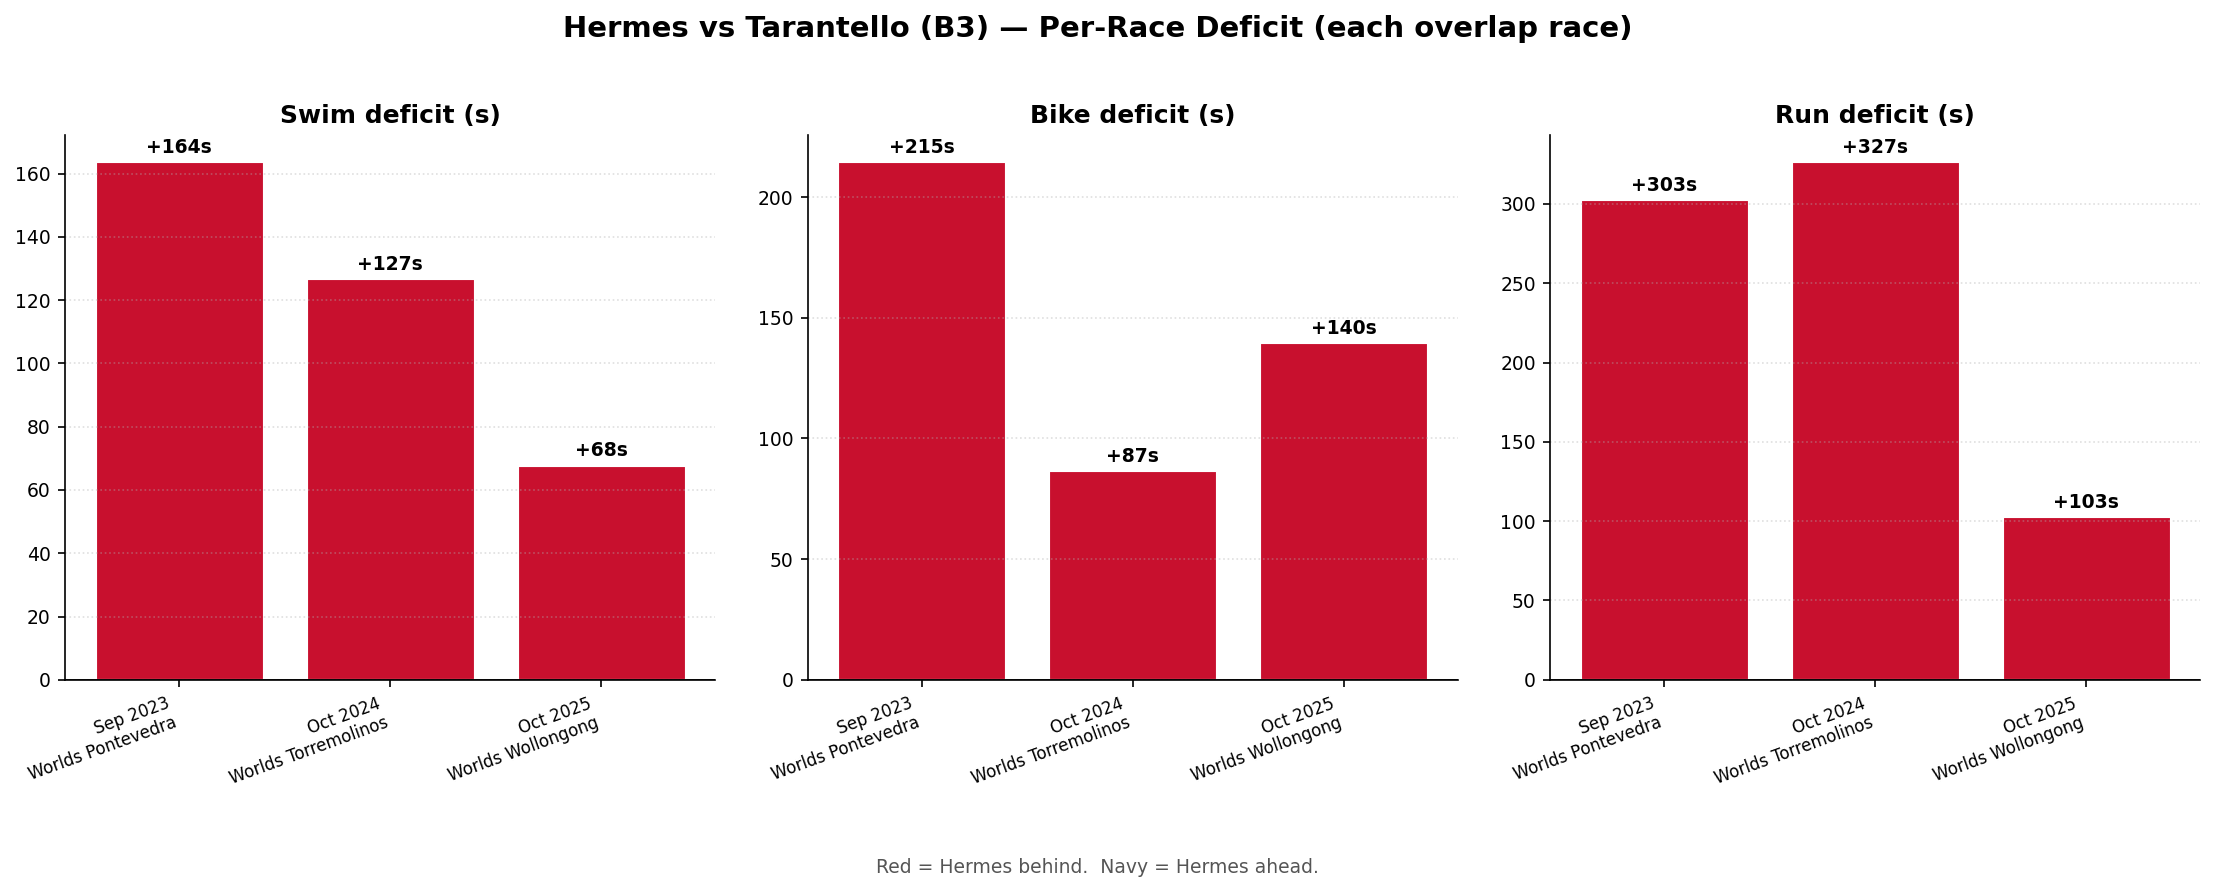 Hermes vs Tarantello (B3) — Per-Race Deficit (each overlap race)
Swim deficit (s)
+164s
+127s
+68s
160
140
120
100
80
60
40
20
0
Sep 2023
Worlds Pontevedra
Oct 2024
Worlds Torremolinos
Oct 2025
Worlds Wollongong
Bike deficit (s)
+215s
+87s
+140s
200
150
100
50
0
Sep 2023
Worlds Pontevedra
Oct 2024
Worlds Torremolinos
Oct 2025
Worlds Wollongong
Run deficit (s)
+303s
+327s
+103s
300
250
200
150
100
50
0
Sep 2023
Worlds Pontevedra
Oct 2024
Worlds Torremolinos
Oct 2025
Worlds Wollongong
Red = Hermes behind.  Navy = Hermes ahead.